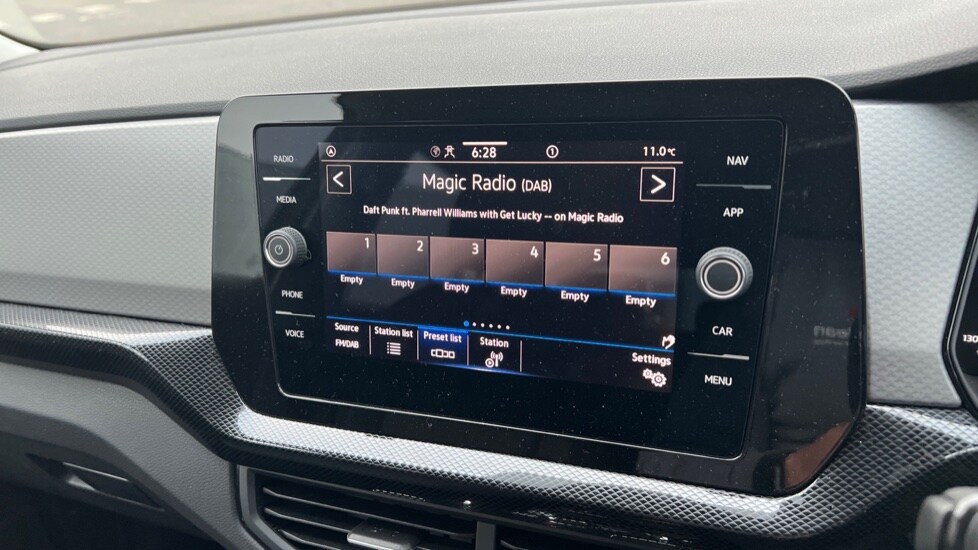 RADIO
MEDIA
PHONE
VOICE
6:28
1
11.0°C
Magic Radio (DAB)
Daft Punk ft. Pharrell Williams with Get Lucky -- on Magic Radio
1 2 3 4 5 6
Empty Empty Empty Empty Empty Empty
Source Station list Preset list Station Settings
FM/DAB
NAV
APP
CAR
MENU
130